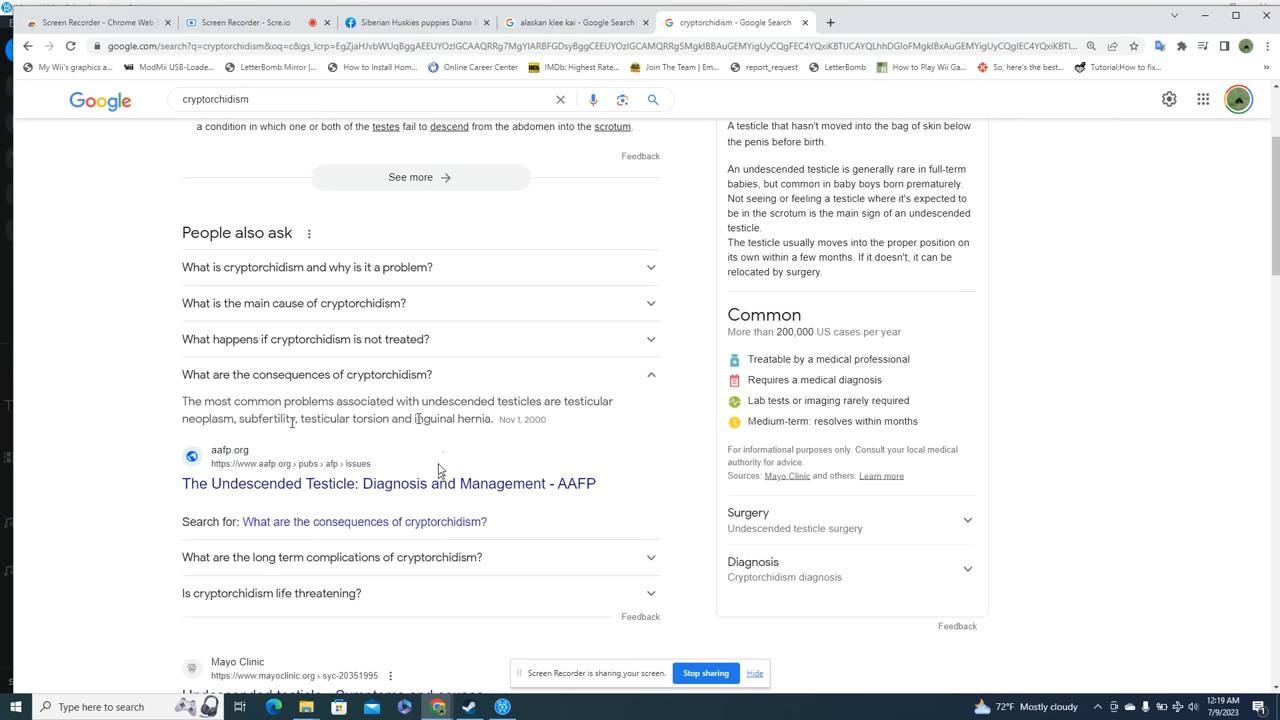 Screen Recorder - Chrome Web
Screen Recorder - Scre.io
Siberian Huskies puppies Diana
alaskan klee kai - Google Search
cryptorchidism - Google Search
My Wii's graphics a...
ModMii USB-Loade...
LetterBomb Mirror |...
How to Install Hom...
Online Career Center
IMDb: Highest Rate...
Join The Team | Em...
report_request
LetterBomb
How to Play Wii Ga...
So, here's the best...
Tutorial:How to fix...
Google
cryptorchidism
a condition in which one or both of the testes fail to descend from the abdomen into the scrotum.
Feedback
See more
People also ask
What is cryptorchidism and why is it a problem?
What is the main cause of cryptorchidism?
What happens if cryptorchidism is not treated?
What are the consequences of cryptorchidism?
The most common problems associated with undescended testicles are testicular
neoplasm, subfertility, testicular torsion and inguinal hernia. Nov 1, 2000
aafp.org
https://www.aafp.org › pubs › afp › issues
The Undescended Testicle: Diagnosis and Management - AAFP
Search for: What are the consequences of cryptorchidism?
What are the long term complications of cryptorchidism?
Is cryptorchidism life threatening?
Feedback
Mayo Clinic
https://www.mayoclinic.org › syc-20351995
A testicle that hasn't moved into the bag of skin below
the penis before birth.
An undescended testicle is generally rare in full-term
babies, but common in baby boys born prematurely.
Not seeing or feeling a testicle where it's expected to
be in the scrotum is the main sign of an undescended
testicle.
The testicle usually moves into the proper position on
its own within a few months. If it doesn't, it can be
relocated by surgery.
Common
More than 200,000 US cases per year
Treatable by a medical professional
Requires a medical diagnosis
Lab tests or imaging rarely required
Medium-term: resolves within months
For informational purposes only. Consult your local medical
authority for advice.
Sources: Mayo Clinic and others. Learn more
Surgery
Undescended testicle surgery
Diagnosis
Cryptorchidism diagnosis
Feedback
Screen Recorder is sharing your screen.
Stop sharing
Hide
Type here to search
72°F Mostly cloudy
12:19 AM
7/9/2023